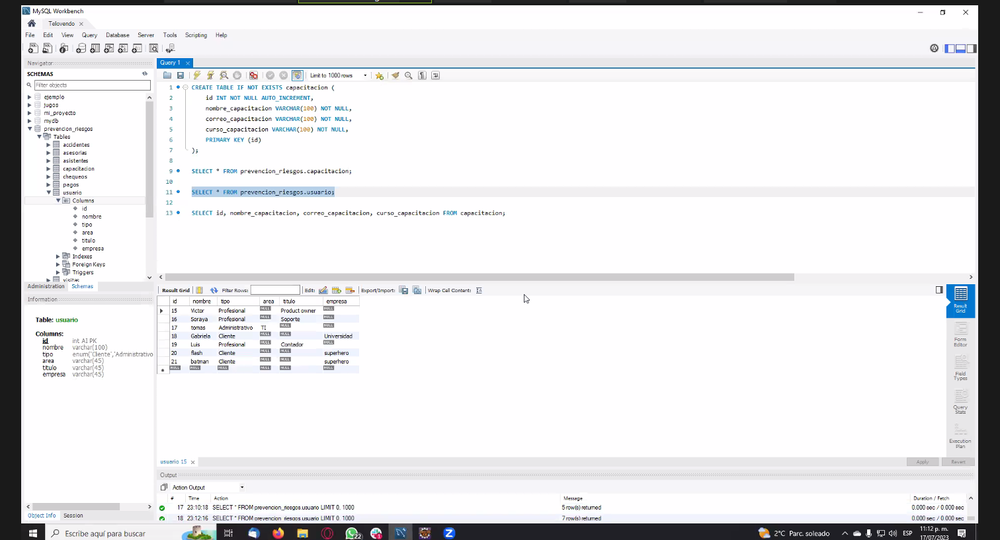 MySQL Workbench
Telovendo
File Edit View Query Database Server Tools Scripting Help
Navigator
SCHEMAS
Filter objects
ejemplo
jugos
mi_proyecto
mydb
prevencion_riesgos
Tables
accidentes
asesorias
asistentes
capacitacion
chequeos
pagos
usuario
Columns
id
nombre
tipo
area
titulo
empresa
Indexes
Foreign Keys
Triggers
visitas
Administration Schemas
Information
Table: usuario
Columns:
id int AI PK
nombre varchar(100)
tipo enum('Cliente','Administrativo
area varchar(45)
titulo varchar(45)
empresa varchar(45)
Object Info Session
Query 1
Limit to 1000 rows
1 CREATE TABLE IF NOT EXISTS capacitacion (
2 id INT NOT NULL AUTO_INCREMENT,
3 nombre_capacitacion VARCHAR(100) NOT NULL,
4 correo_capacitacion VARCHAR(100) NOT NULL,
5 curso_capacitacion VARCHAR(100) NOT NULL,
6 PRIMARY KEY (id)
7 );
8
9 SELECT * FROM prevencion_riesgos.capacitacion;
10
11 SELECT * FROM prevencion_riesgos.usuario;
12
13 SELECT id, nombre_capacitacion, correo_capacitacion, curso_capacitacion FROM capacitacion;
Result Grid Filter Rows: Edit: Export/Import: Wrap Cell Content:
id nombre tipo area titulo empresa
15 Victor Profesional NULL Product owner NULL
16 Soraya Profesional NULL Soporte NULL
17 tomas Administrativo TI NULL NULL
18 Gabriela Cliente NULL NULL Universidad
19 Luis Profesional NULL Contador NULL
20 flash Cliente NULL NULL superhero
21 batman Cliente NULL NULL superhero
NULL NULL NULL NULL NULL NULL
Result
Grid
Form
Editor
Field
Types
Query
Stats
Execution
Plan
usuario 15
Apply Revert
Output
Action Output
# Time Action Message Duration / Fetch
17 23:10:18 SELECT * FROM prevencion_riesgos.usuario LIMIT 0, 1000 5 row(s) returned 0.000 sec / 0.000 sec
18 23:12:16 SELECT * FROM prevencion_riesgos.usuario LIMIT 0, 1000 7 row(s) returned 0.000 sec / 0.000 sec
Escribe aquí para buscar
22
2°C Parc. soleado
ESP
11:12 p. m.
17/07/2023